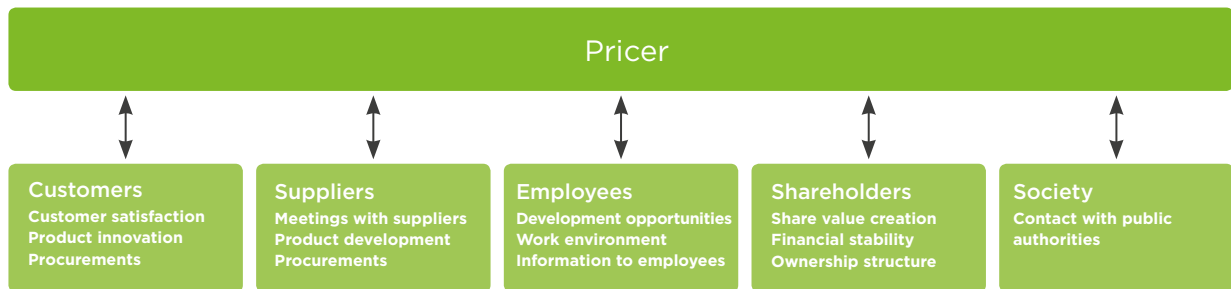 Pricer
Customers
Customer satisfaction
Product innovation
Procurements
Suppliers
Meetings with suppliers
Product development
Procurements
Employees
Development opportunities
Work environment
Information to employees
Shareholders
Share value creation
Financial stability
Ownership structure
Society
Contact with public
authorities